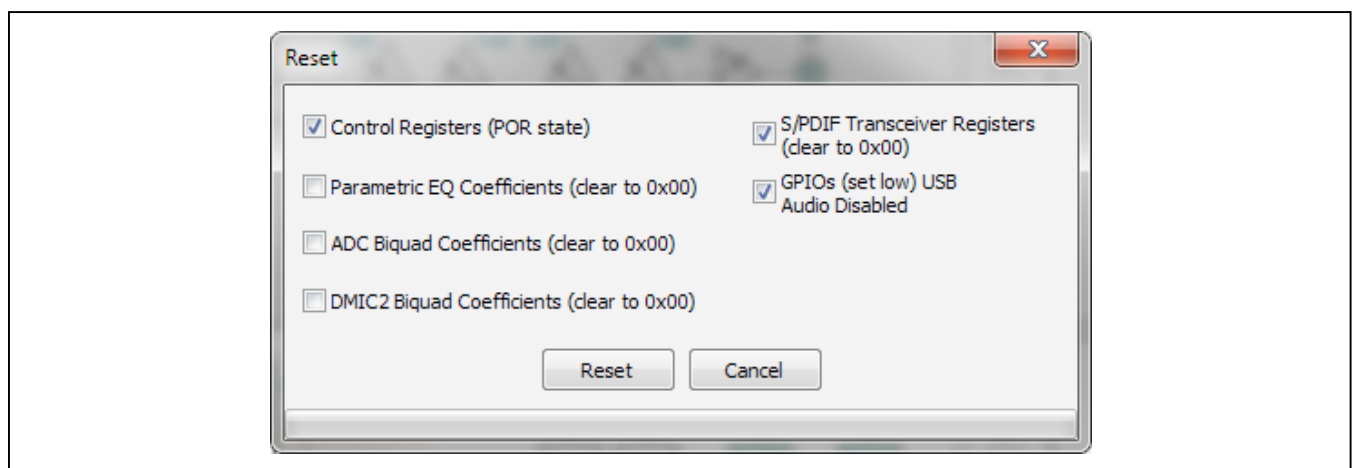 Reset
Control Registers (POR state)
Parametric EQ Coefficients (clear to 0x00)
ADC Biquad Coefficients (clear to 0x00)
DMIC2 Biquad Coefficients (clear to 0x00)
S/PDIF Transceiver Registers
(clear to 0x00)
GPIOs (set low) USB
Audio Disabled
Reset
Cancel